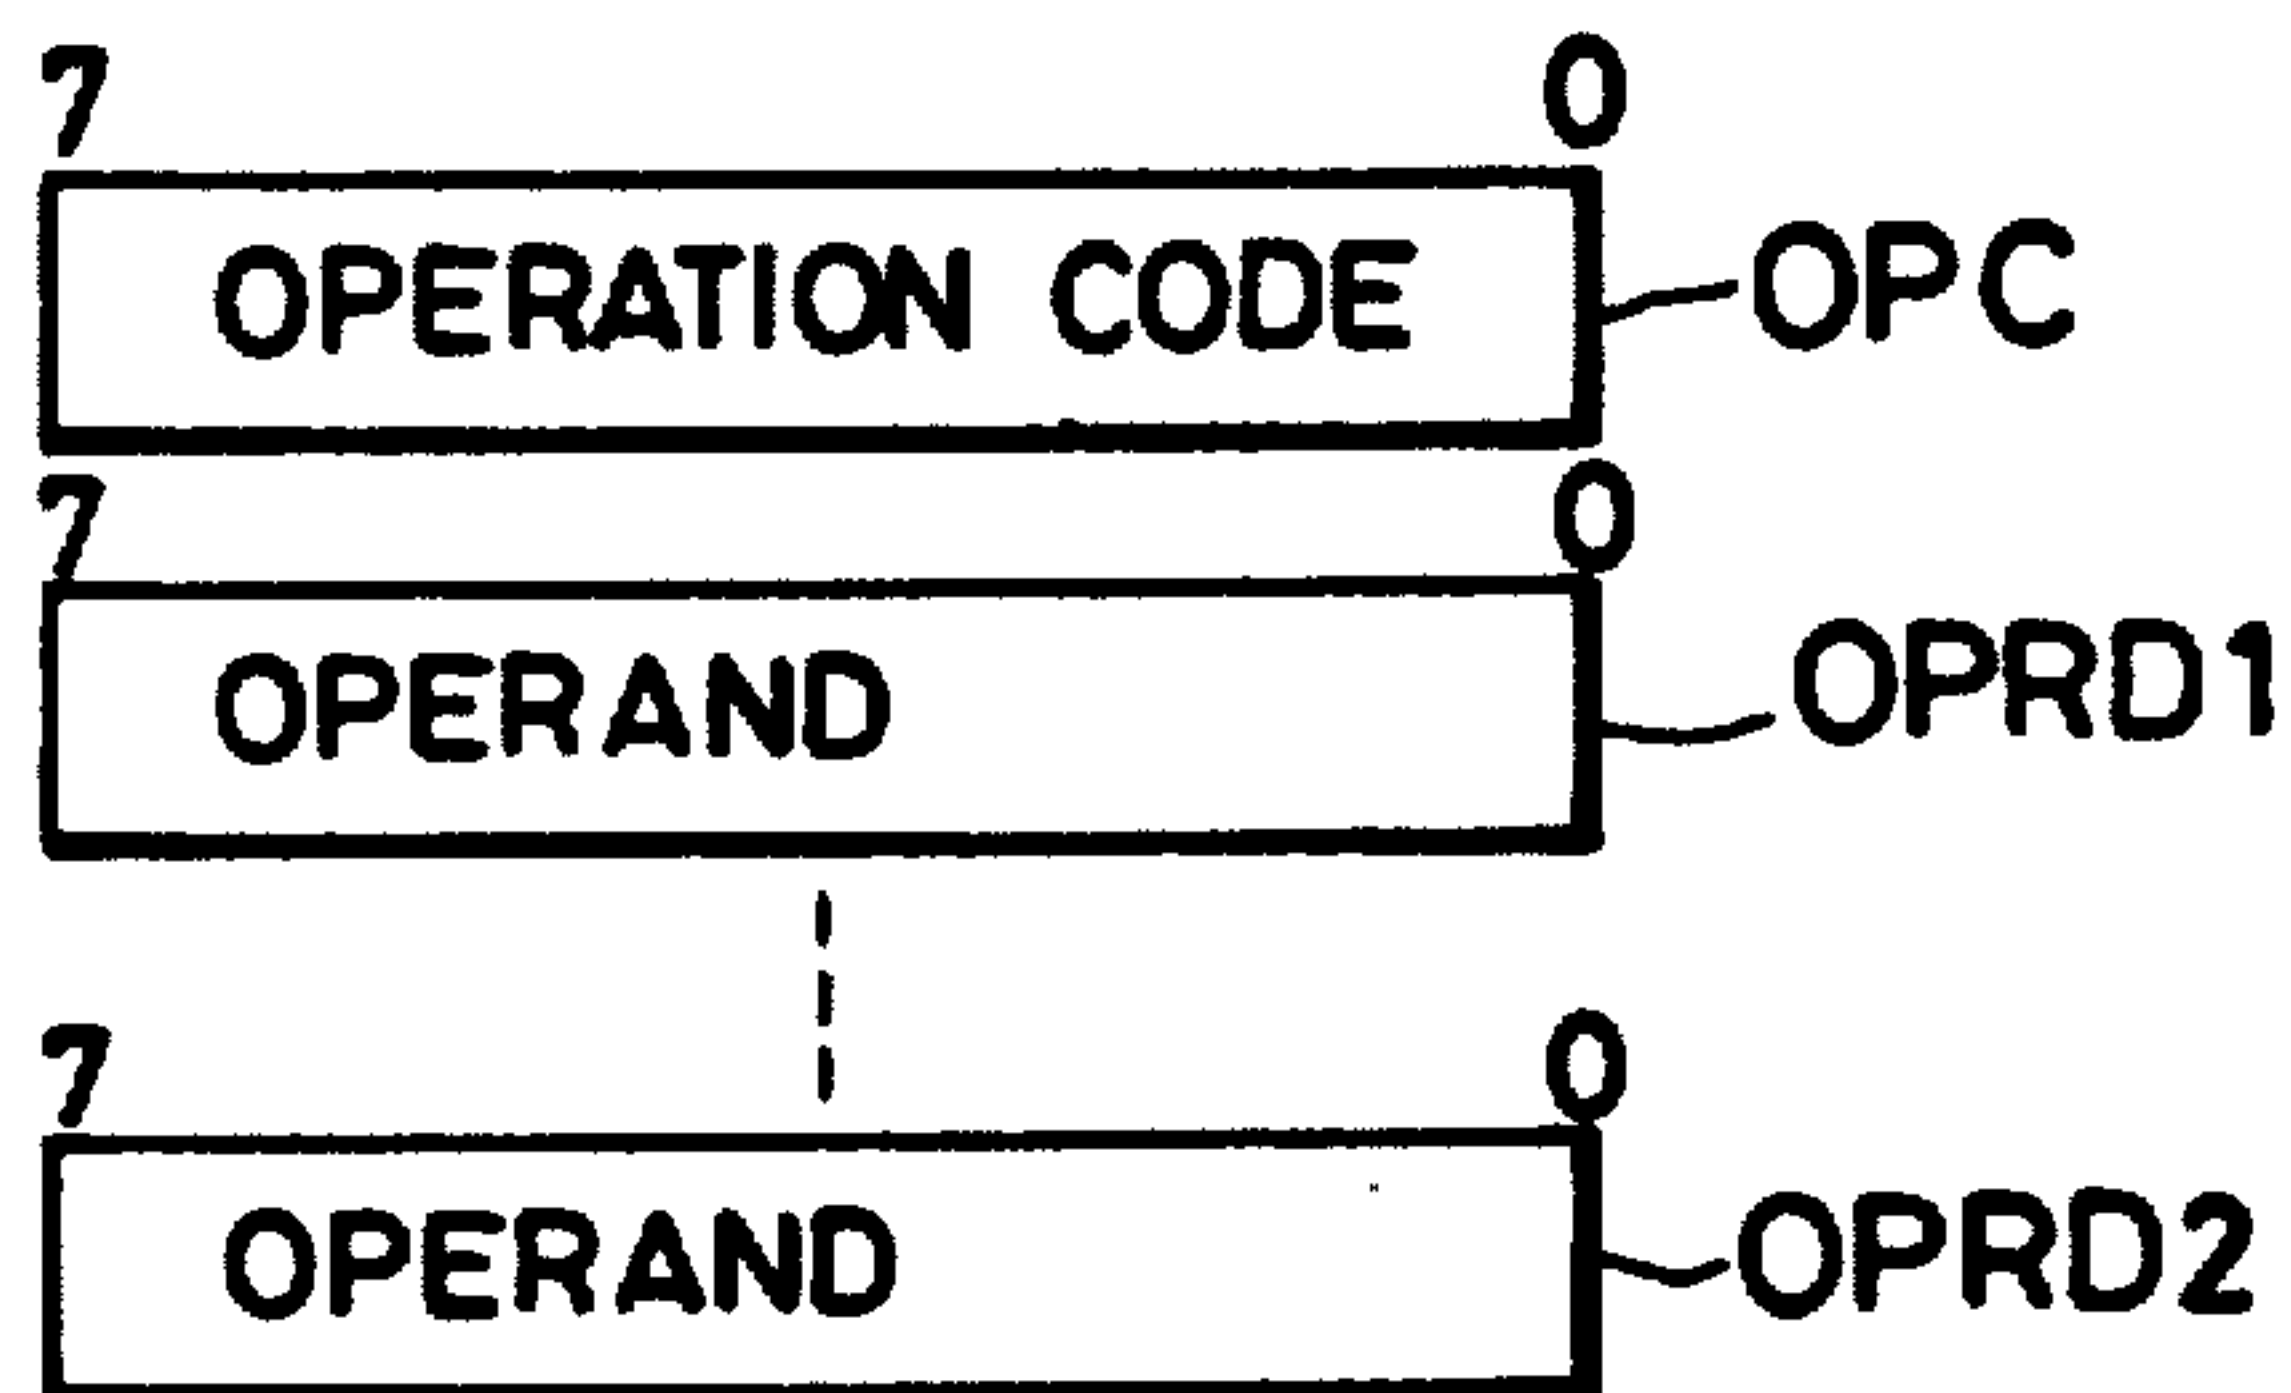 7 0
OPERATION CODE OPC
7 0
OPERAND OPRD1
7 0
OPERAND OPRD2